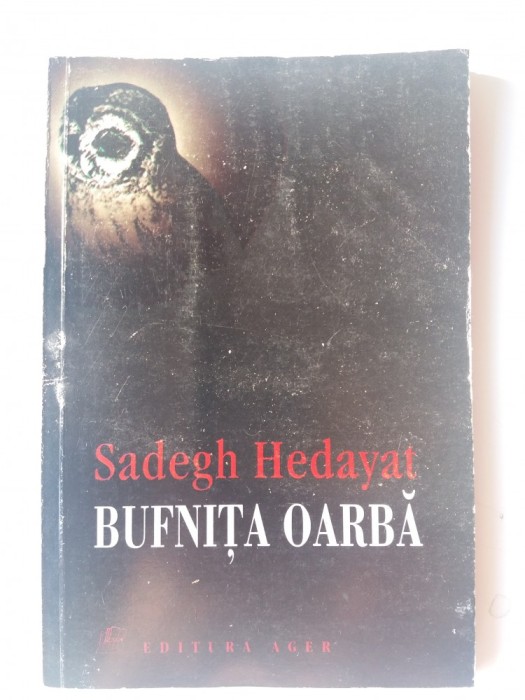 Sadegh Hedayat
BUFNIȚA OARBĂ
EDITURA AGER